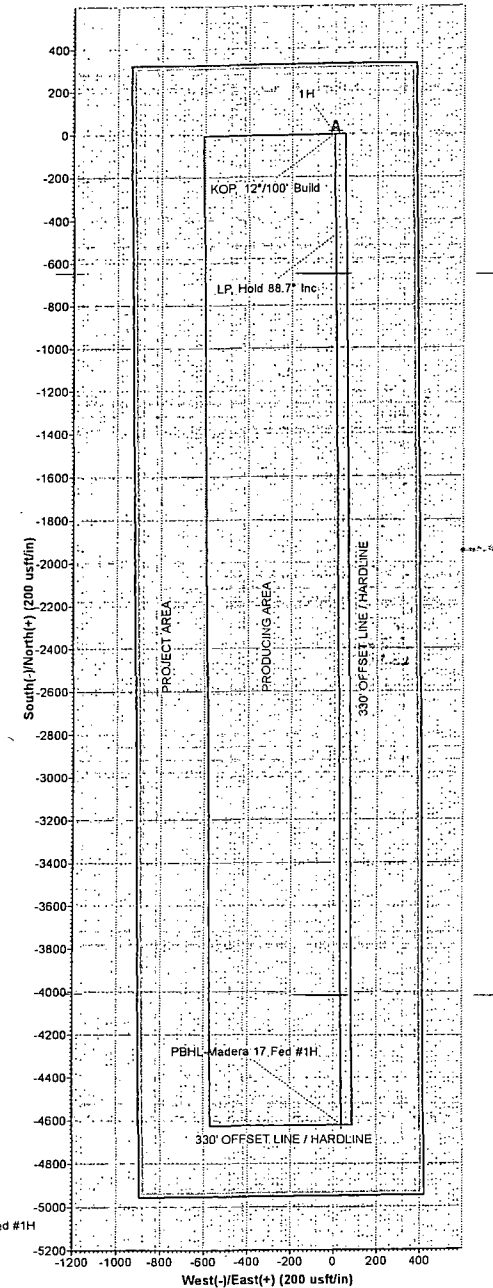 400
200
0
-200
-400
-600
-800
-1000
-1200
-1400
-1600
-1800
-2000
-2200
-2400
-2600
-2800
-3000
-3200
-3400
-3600
-3800
-4000
-4200
-4400
-4600
-4800
-5000
-5200
South(-)/North(+) (200 usft/in)
1H
A
KOP, 12°/100' Build
LP, Hold 88.7° Inc
PROJECT AREA
PRODUCING AREA
330' OFFSET LINE / HARDLINE
PBHL-Madera 17 Fed #1H
330' OFFSET LINE / HARDLINE
ed #1H
-1200 -1000 -800 -600 -400 -200 0 200 400
West(-)/East(+) (200 usft/in)